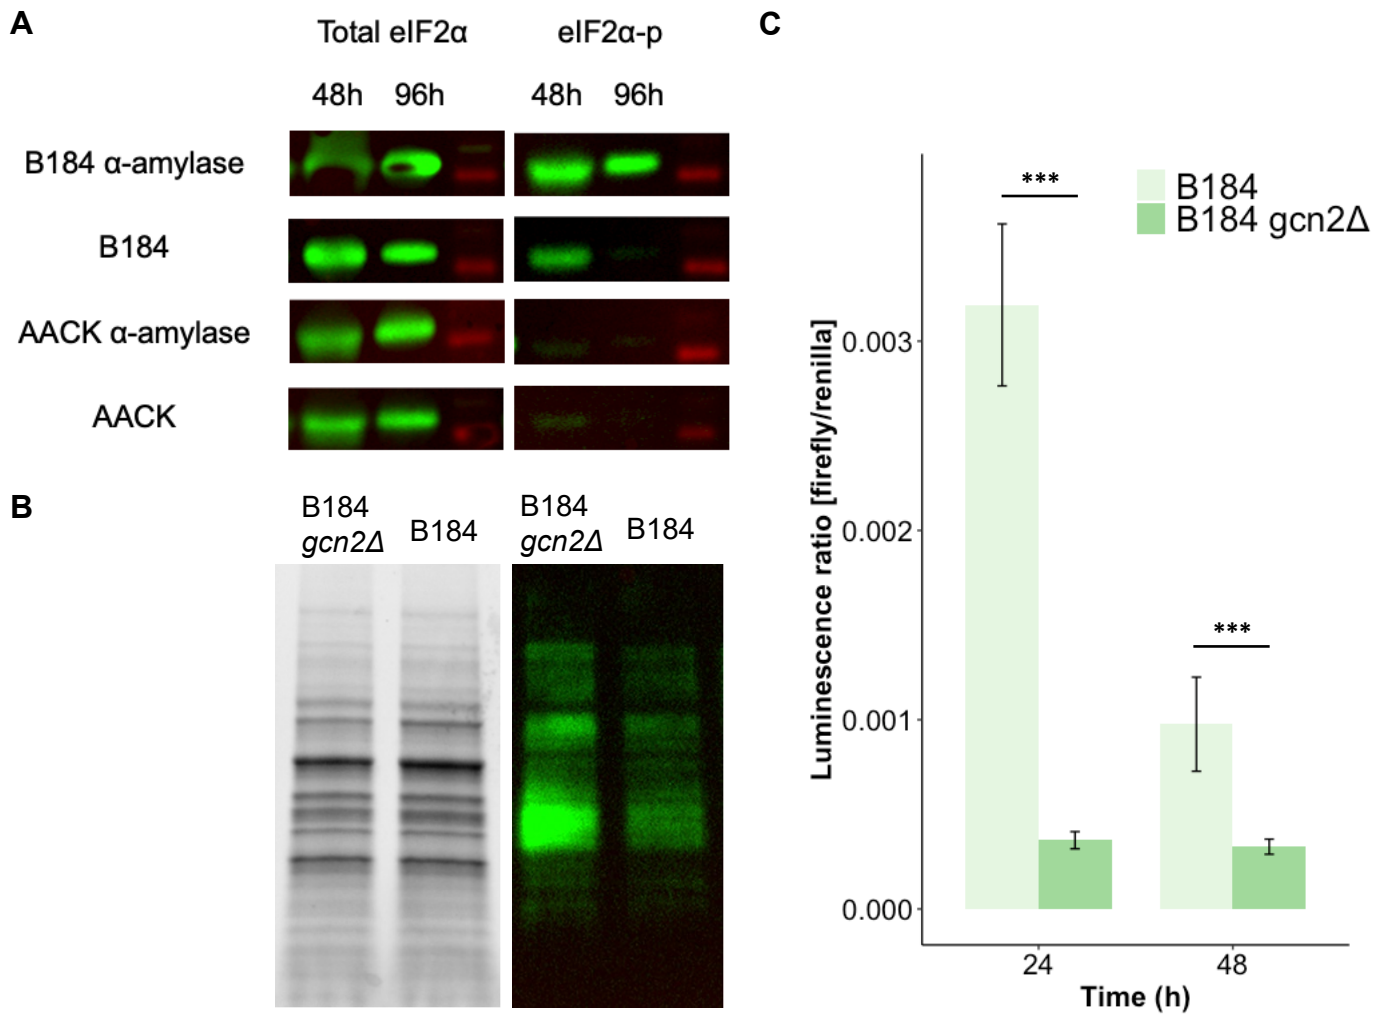 A
Total eIF2α eIF2α-p
48h 96h 48h 96h
B184 α-amylase
B184
AACK α-amylase
AACK
B
B184
gcn2Δ
B184
B184
gcn2Δ
B184
C
***
***
B184
B184 gcn2Δ
Luminescence ratio [firefly/renilla]
0.003
0.002
0.001
0.000
24 48
Time (h)